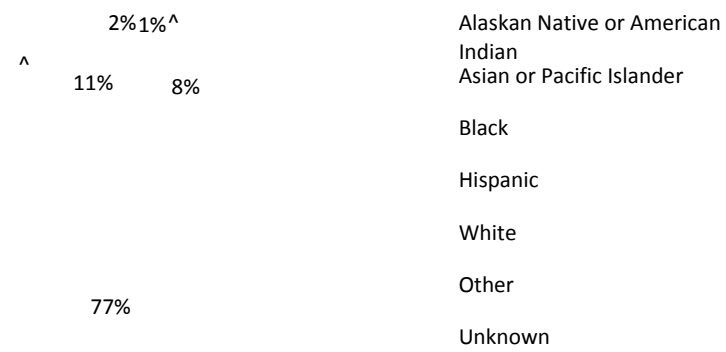 2% 1% ^
Alaskan Native or American
Indian
^
Asian or Pacific Islander
11%
8%
Black
Hispanic
White
Other
77%
Unknown